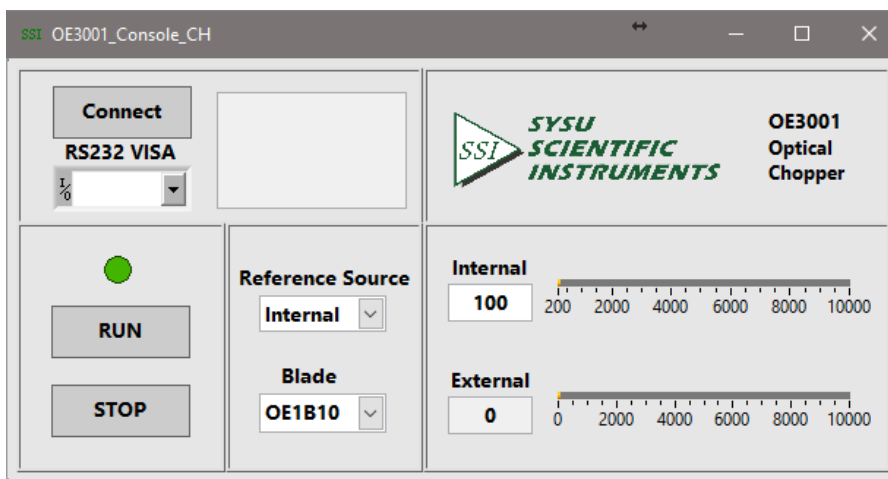 SSI OE3001_Console_CH
Connect
RS232 VISA
I/O
SSI
SYSU
SCIENTIFIC
INSTRUMENTS
OE3001
Optical
Chopper
RUN
STOP
Reference Source
Internal
Blade
OE1B10
Internal
100
200 2000 4000 6000 8000 10000
External
0
0 2000 4000 6000 8000 10000